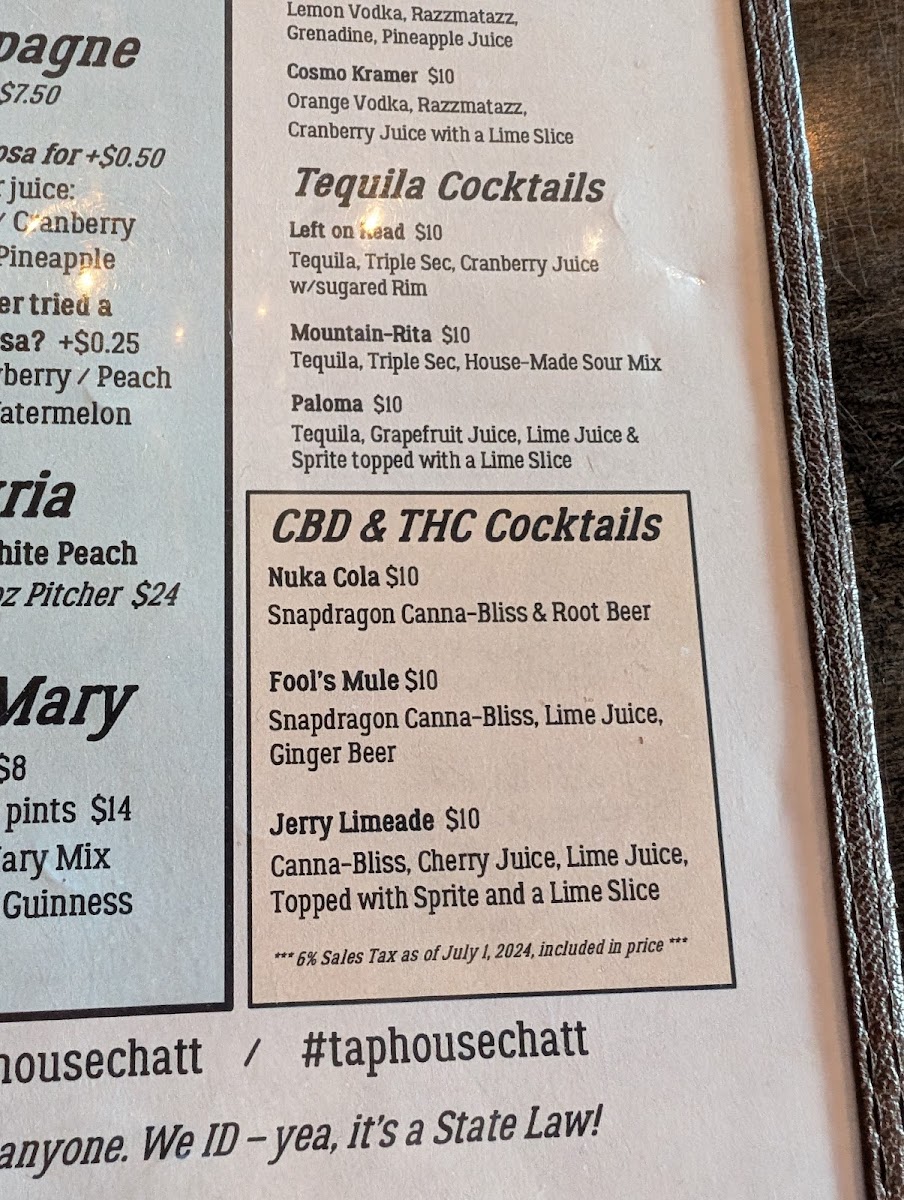 pagne
$7.50
osa for +$0.50
juice:
/ Cranberry
Pineapple
er tried a
sa? +$0.25
berry / Peach
atermelon
ria
hite Peach
oz Pitcher $24
Mary
$8
pints $14
ary Mix
Guinness
Lemon Vodka, Razzmatazz,
Grenadine, Pineapple Juice
Cosmo Kramer $10
Orange Vodka, Razzmatazz,
Cranberry Juice with a Lime Slice
Tequila Cocktails
Left on Read $10
Tequila, Triple Sec, Cranberry Juice
w/sugared Rim
Mountain-Rita $10
Tequila, Triple Sec, House-Made Sour Mix
Paloma $10
Tequila, Grapefruit Juice, Lime Juice &
Sprite topped with a Lime Slice
CBD & THC Cocktails
Nuka Cola $10
Snapdragon Canna-Bliss & Root Beer
Fool's Mule $10
Snapdragon Canna-Bliss, Lime Juice,
Ginger Beer
Jerry Limeade $10
Canna-Bliss, Cherry Juice, Lime Juice,
Topped with Sprite and a Lime Slice
*** 6% Sales Tax as of July 1, 2024, included in price ***
housechatt / #taphousechatt
anyone. We ID – yea, it's a State Law!